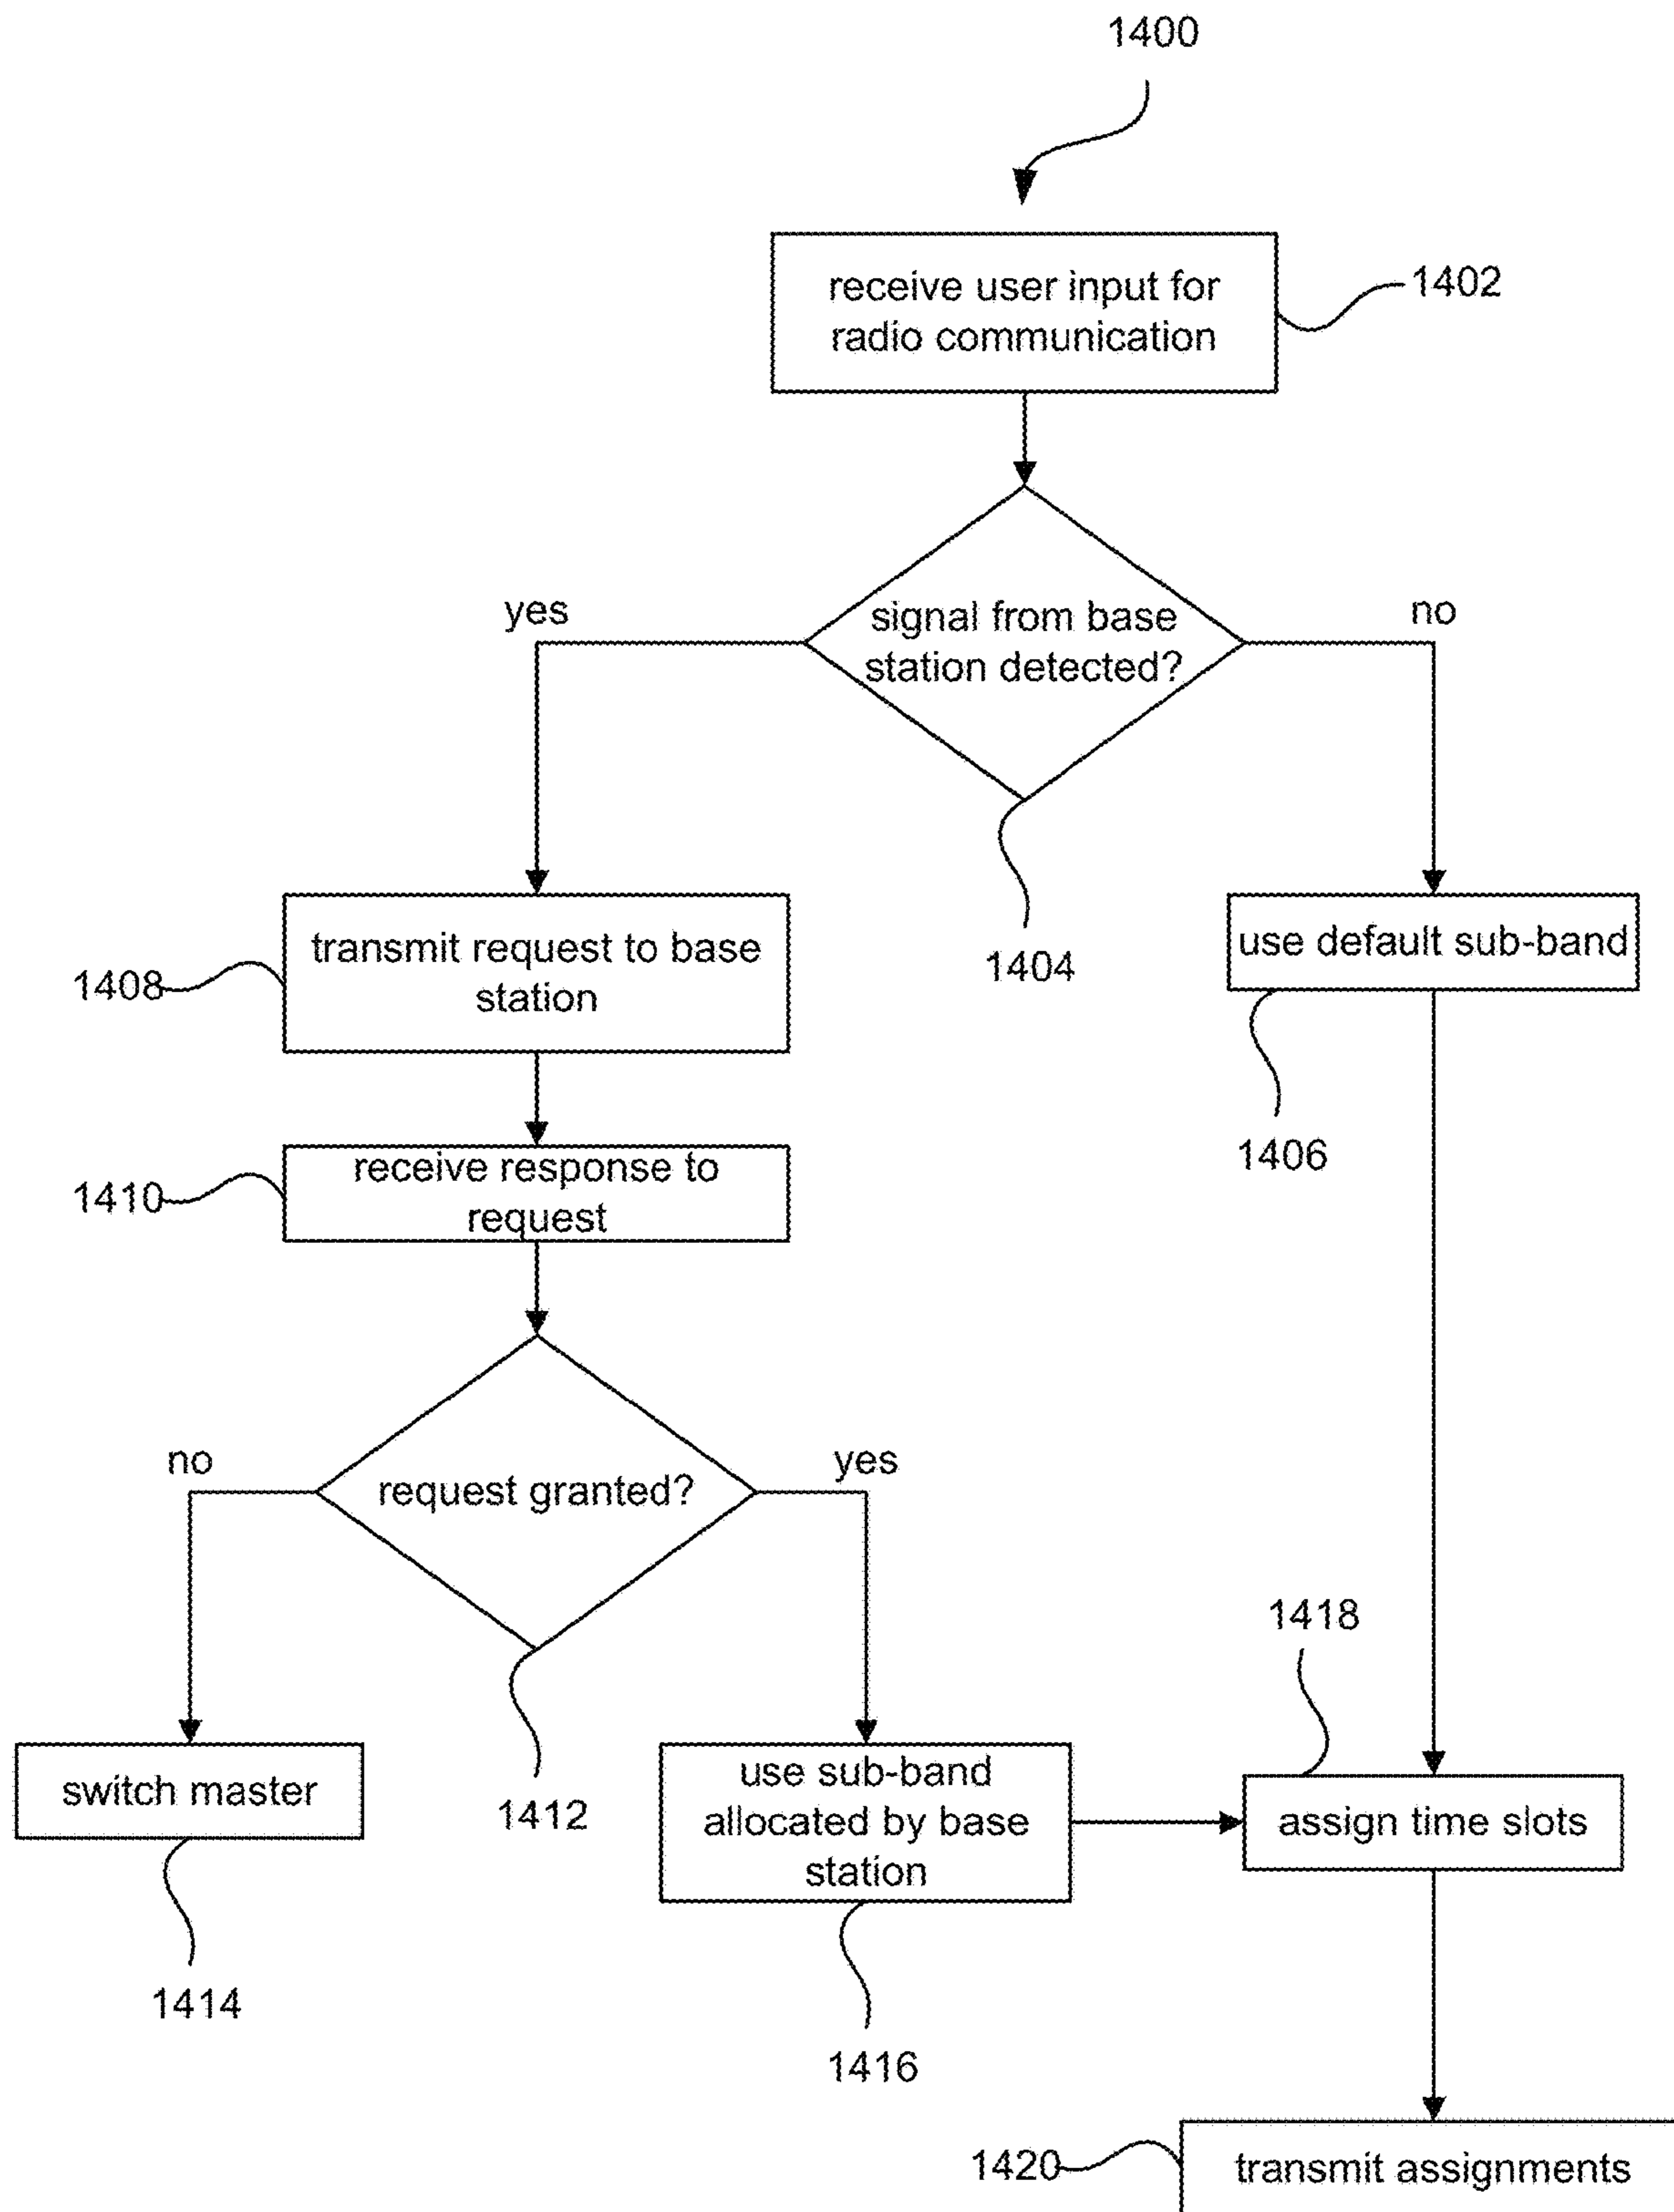 1400
receive user input for
radio communication
1402
yes
signal from base
station detected?
no
1404
transmit request to base
station
1408
use default sub-band
1406
receive response to
request
1410
no
request granted?
yes
1412
switch master
1414
use sub-band
allocated by base
station
1416
1418
assign time slots
1420
transmit assignments